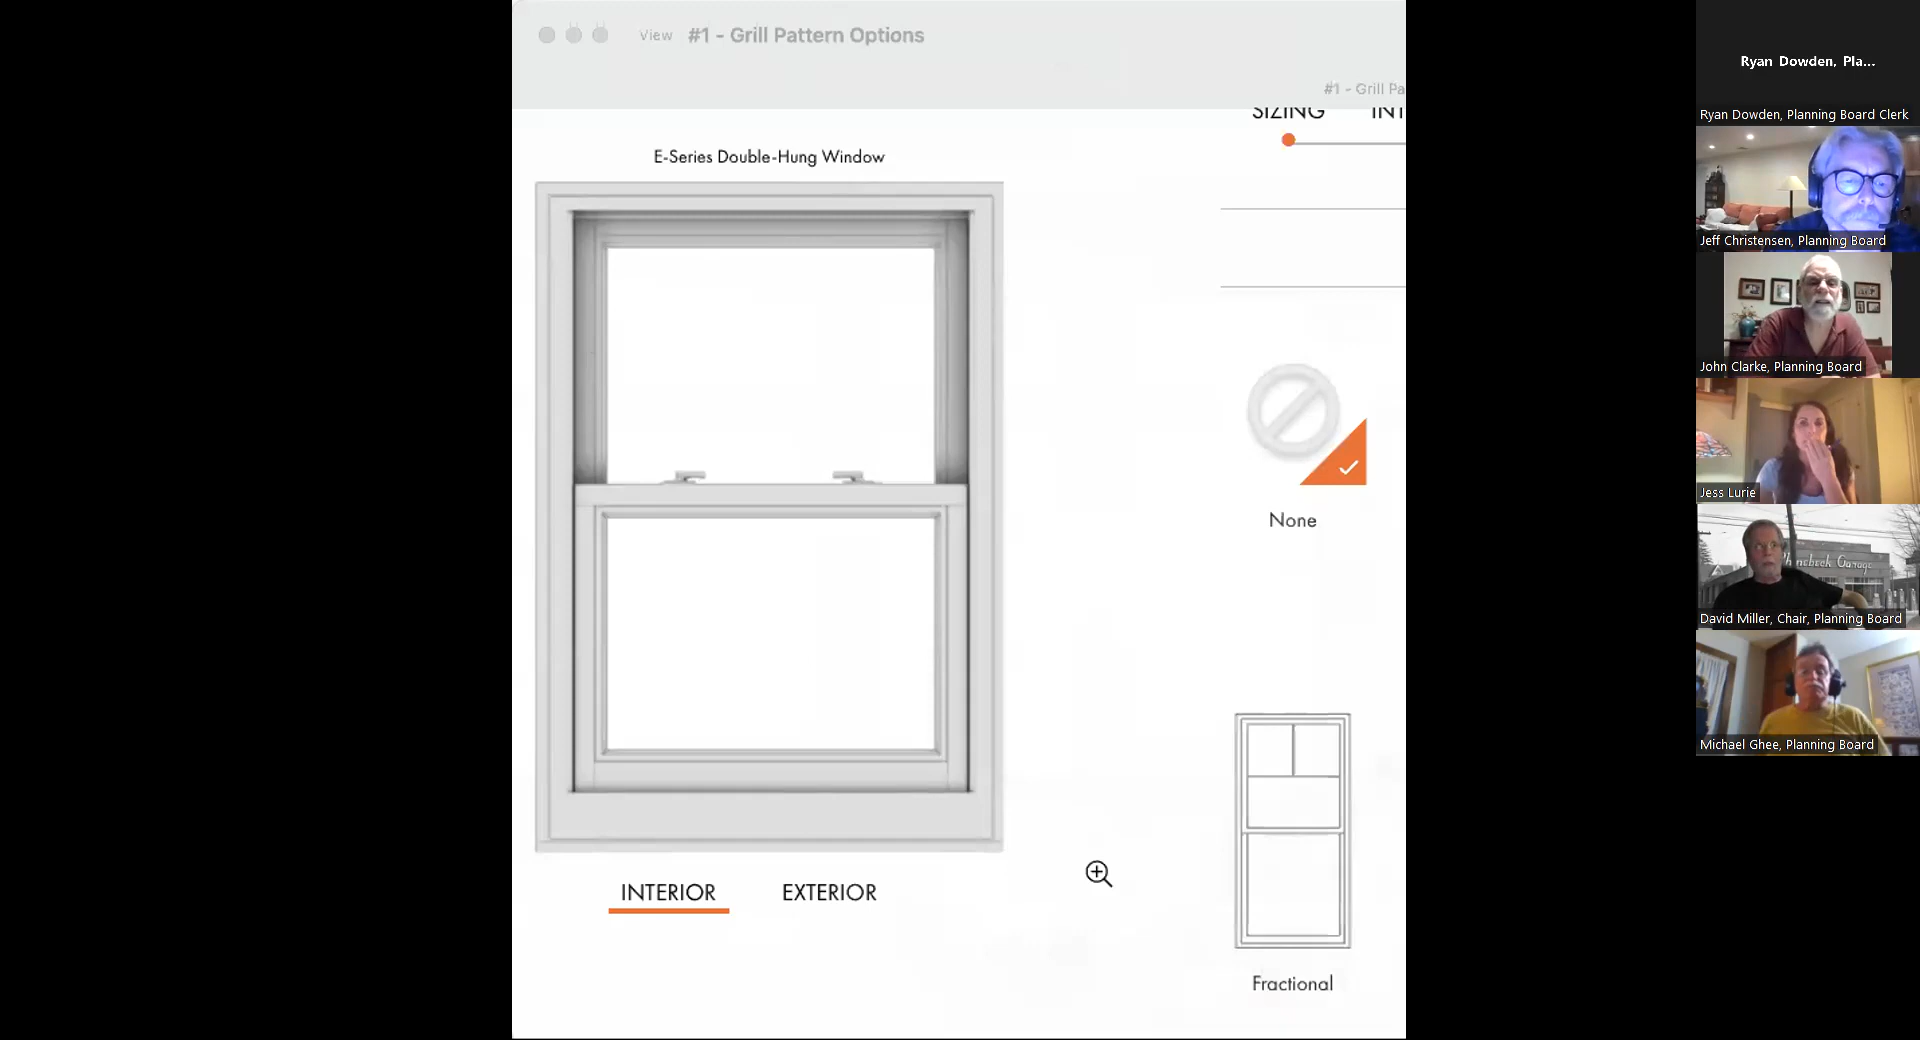 View #1 - Grill Pattern Options
#1 - Grill Pa
SIZING INT
E-Series Double-Hung Window
None
INTERIOR EXTERIOR
Fractional
Ryan Dowden, Pla...
Ryan Dowden, Planning Board Clerk
Jeff Christensen, Planning Board
John Clarke, Planning Board
Jess Lurie
Garage
David Miller, Chair, Planning Board
Michael Ghee, Planning Board